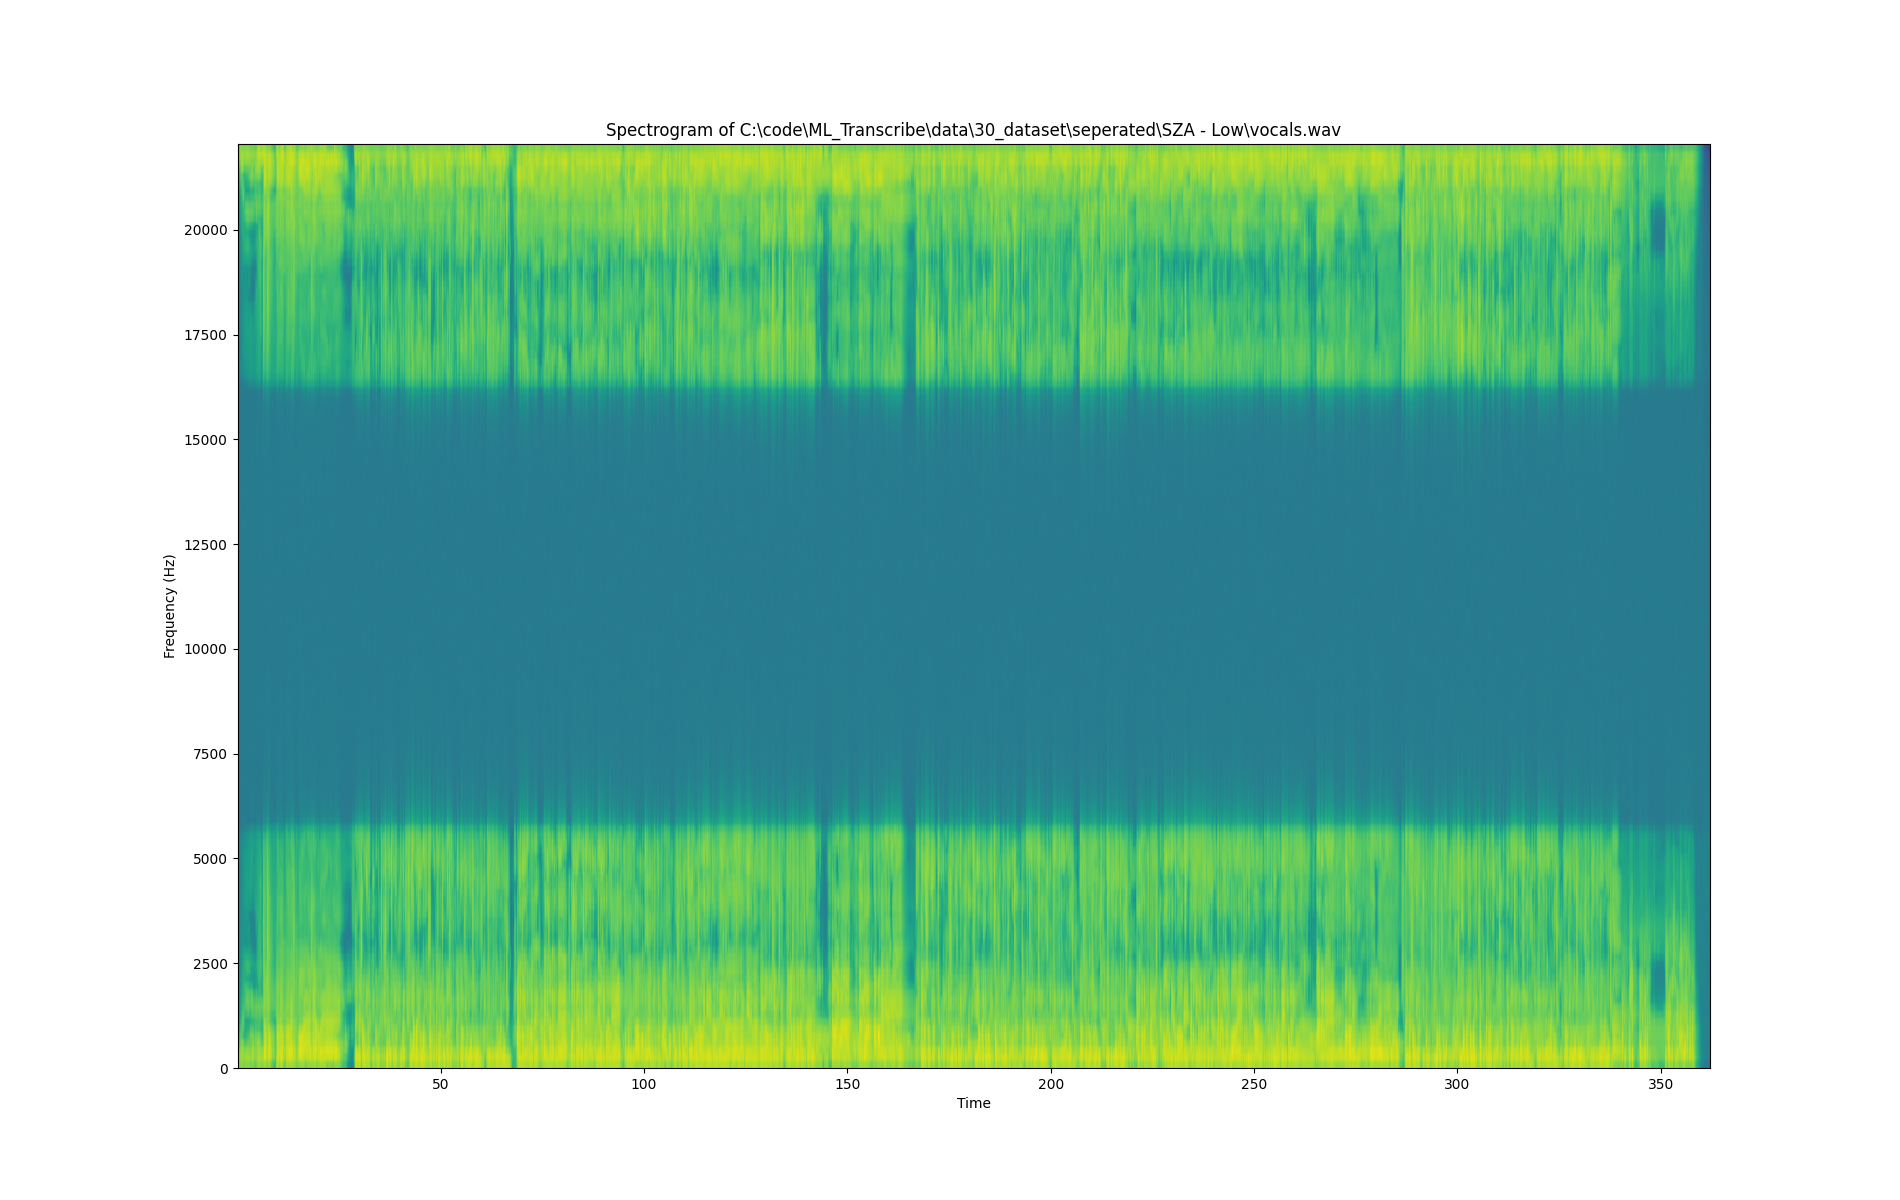 Spectrogram of C:\code\ML_Transcribe\data\30_dataset\seperated\SZA - Low\vocals.wav
20000
17500
15000
12500
10000
7500
5000
2500
0
Frequency (Hz)
50 100 150 200 250 300 350
Time